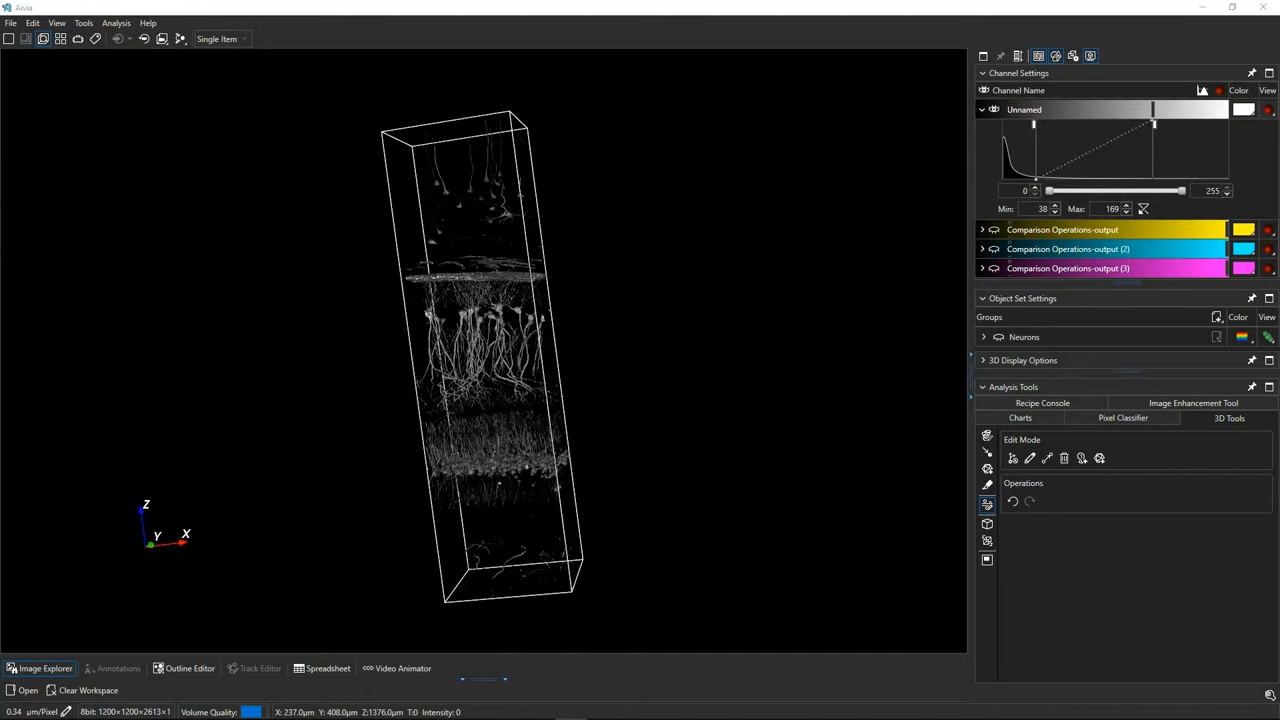 Aivia
File Edit View Tools Analysis Help
Single Item
Channel Settings
Channel Name Color View
Unnamed
0 255
Min: 38 Max: 169
Comparison Operations-output
Comparison Operations-output (2)
Comparison Operations-output (3)
Object Set Settings
Groups Color View
Neurons
3D Display Options
Analysis Tools
Recipe Console Image Enhancement Tool
Charts Pixel Classifier 3D Tools
Edit Mode
Operations
Z
Y X
Image Explorer Annotations Outline Editor Track Editor Spreadsheet Video Animator
Open Clear Workspace
0.34 µm/Pixel 8bit: 1200×1200×2613×1 Volume Quality: X: 237.0µm Y: 408.0µm Z:1376.0µm T:0 Intensity: 0